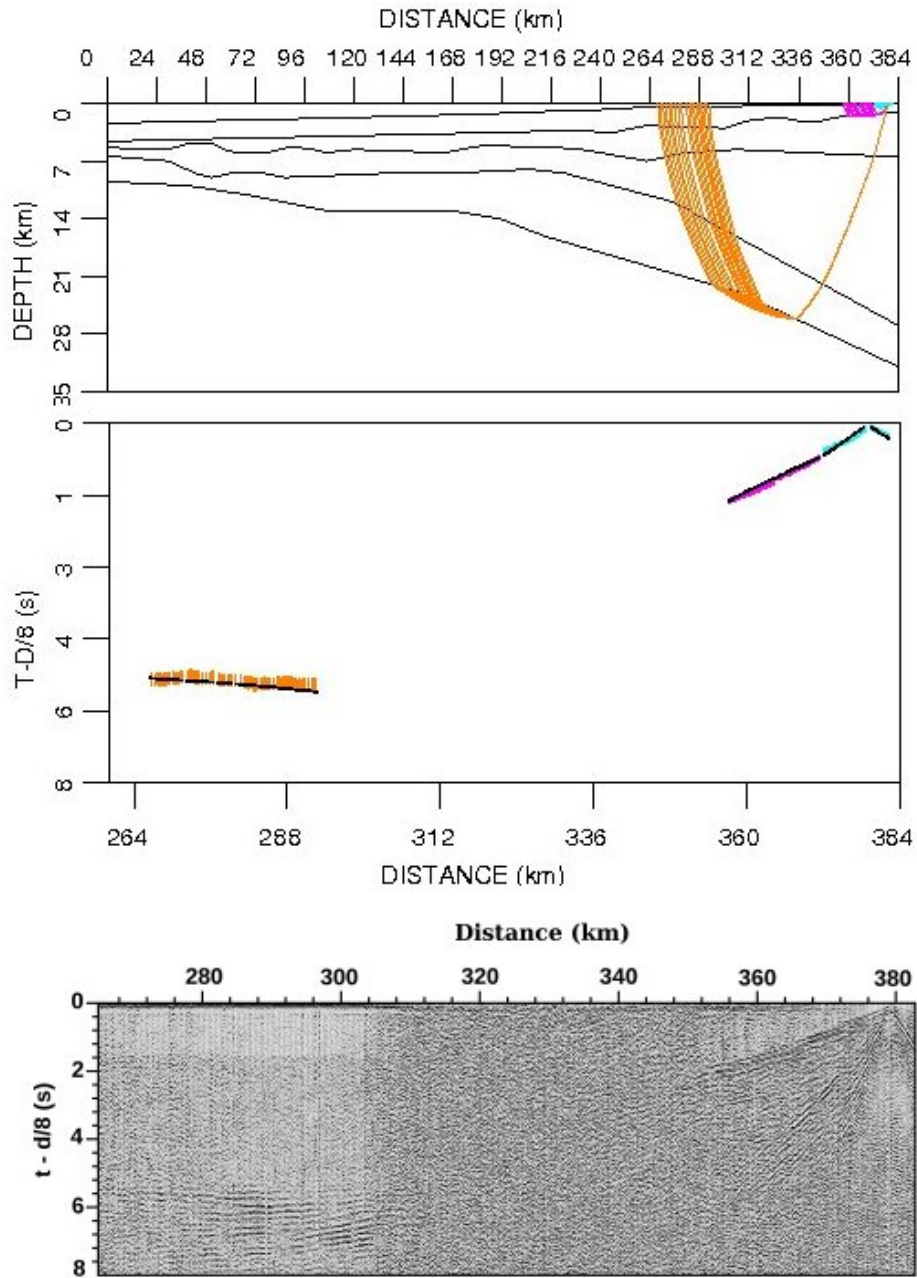 DISTANCE (km)
0 24 48 72 96 120 144 168 192 216 240 264 288 312 336 360 384
0
7
14
21
28
35
DEPTH (km)
0
1
3
4
6
8
T-D/8 (s)
264 288 312 336 360 384
DISTANCE (km)
Distance (km)
280 300 320 340 360 380
0
2
4
6
8
t - d/8 (s)